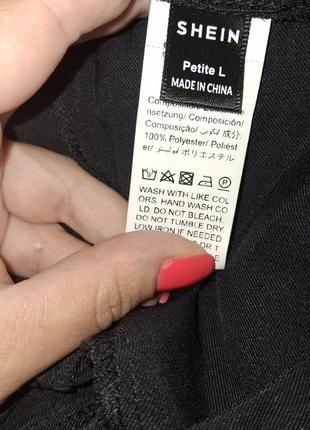 SHEIN
Petite L
MADE IN CHINA
nsetzung/ Composición/
Composição/ تكوين/ 成分:
100% Polyester/ Poliést
er/ بوليستر/ ポリエステル
WASH WITH LIKE COL
ORS. HAND WASH CO
LD. DO NOT BLEACH.
DO NOT TUMBLE DRY.
LOW IRON IF NEEDED
OR T